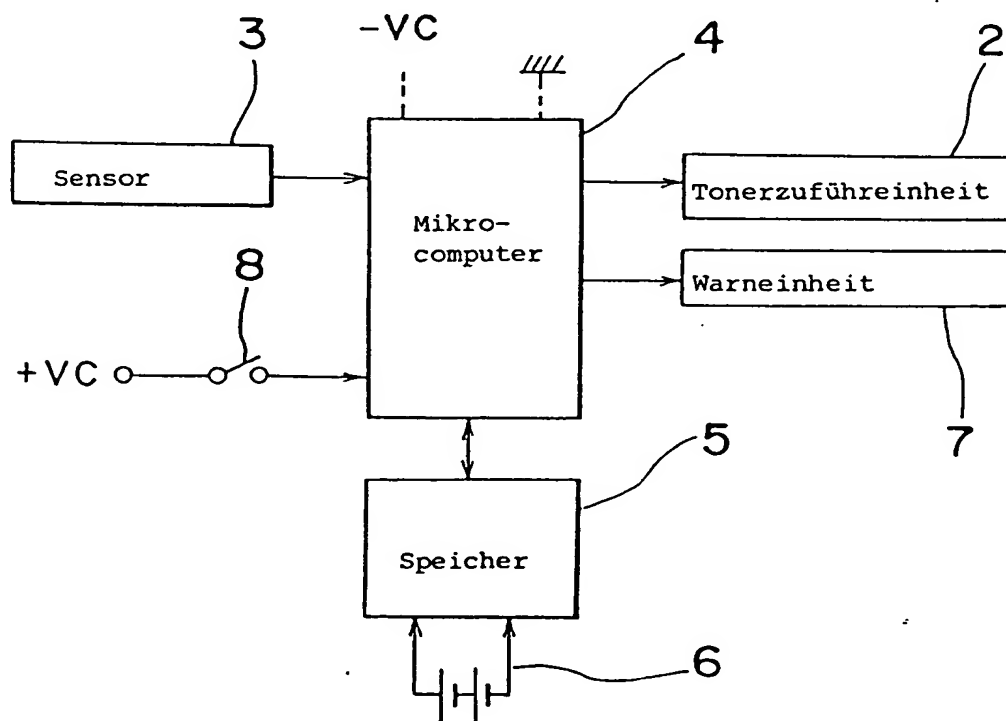 3
-VC
4
2
Sensor
Tonerzuführeinheit
Mikro-
computer
8
Warneinheit
+VC
7
5
Speicher
6